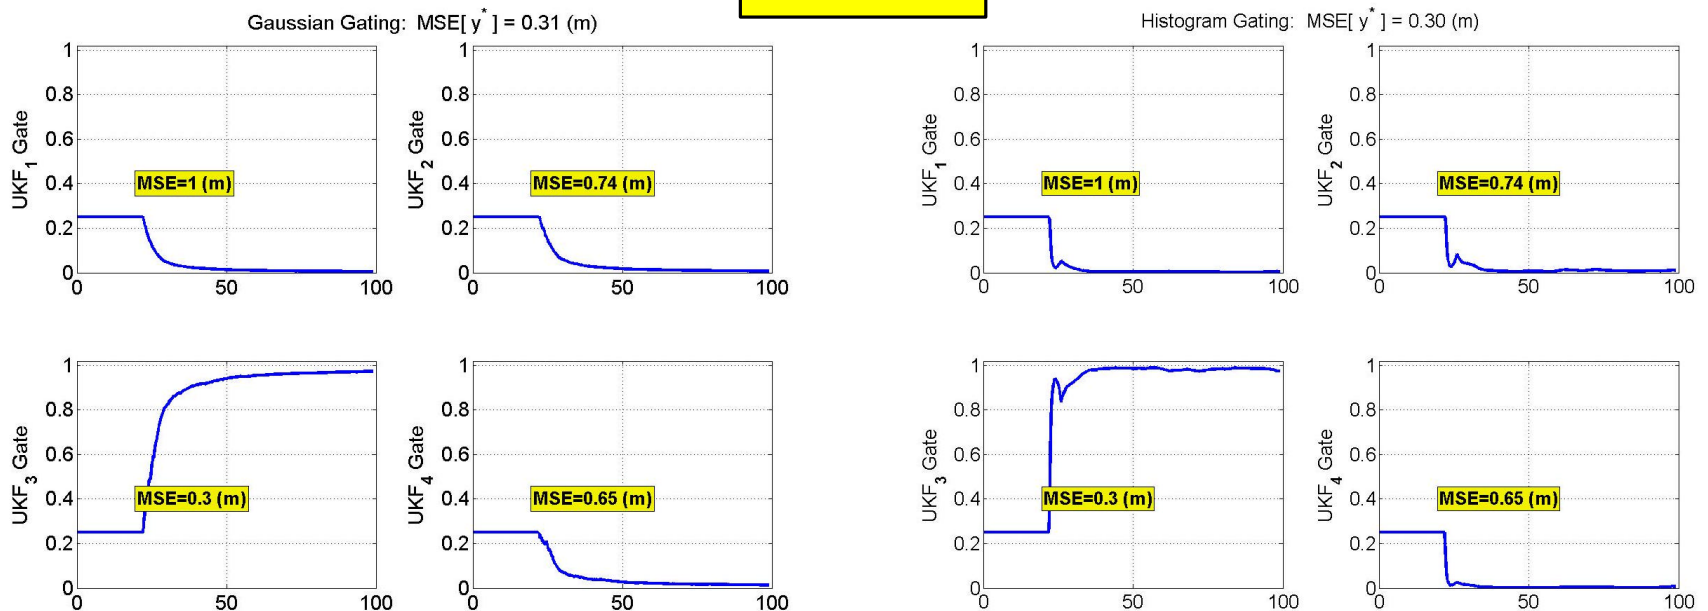 Gaussian Gating: MSE[ y* ] = 0.31 (m)
Histogram Gating: MSE[ y* ] = 0.30 (m)
UKF1 Gate
1
0.8
0.6
0.4
0.2
0
MSE=1 (m)
0 50 100
UKF2 Gate
1
0.8
0.6
0.4
0.2
0
MSE=0.74 (m)
0 50 100
UKF1 Gate
1
0.8
0.6
0.4
0.2
0
MSE=1 (m)
0 50 100
UKF2 Gate
1
0.8
0.6
0.4
0.2
0
MSE=0.74 (m)
0 50 100
UKF3 Gate
1
0.8
0.6
0.4
0.2
0
MSE=0.3 (m)
0 50 100
UKF4 Gate
1
0.8
0.6
0.4
0.2
0
MSE=0.65 (m)
0 50 100
UKF3 Gate
1
0.8
0.6
0.4
0.2
0
MSE=0.3 (m)
0 50 100
UKF4 Gate
1
0.8
0.6
0.4
0.2
0
MSE=0.65 (m)
0 50 100